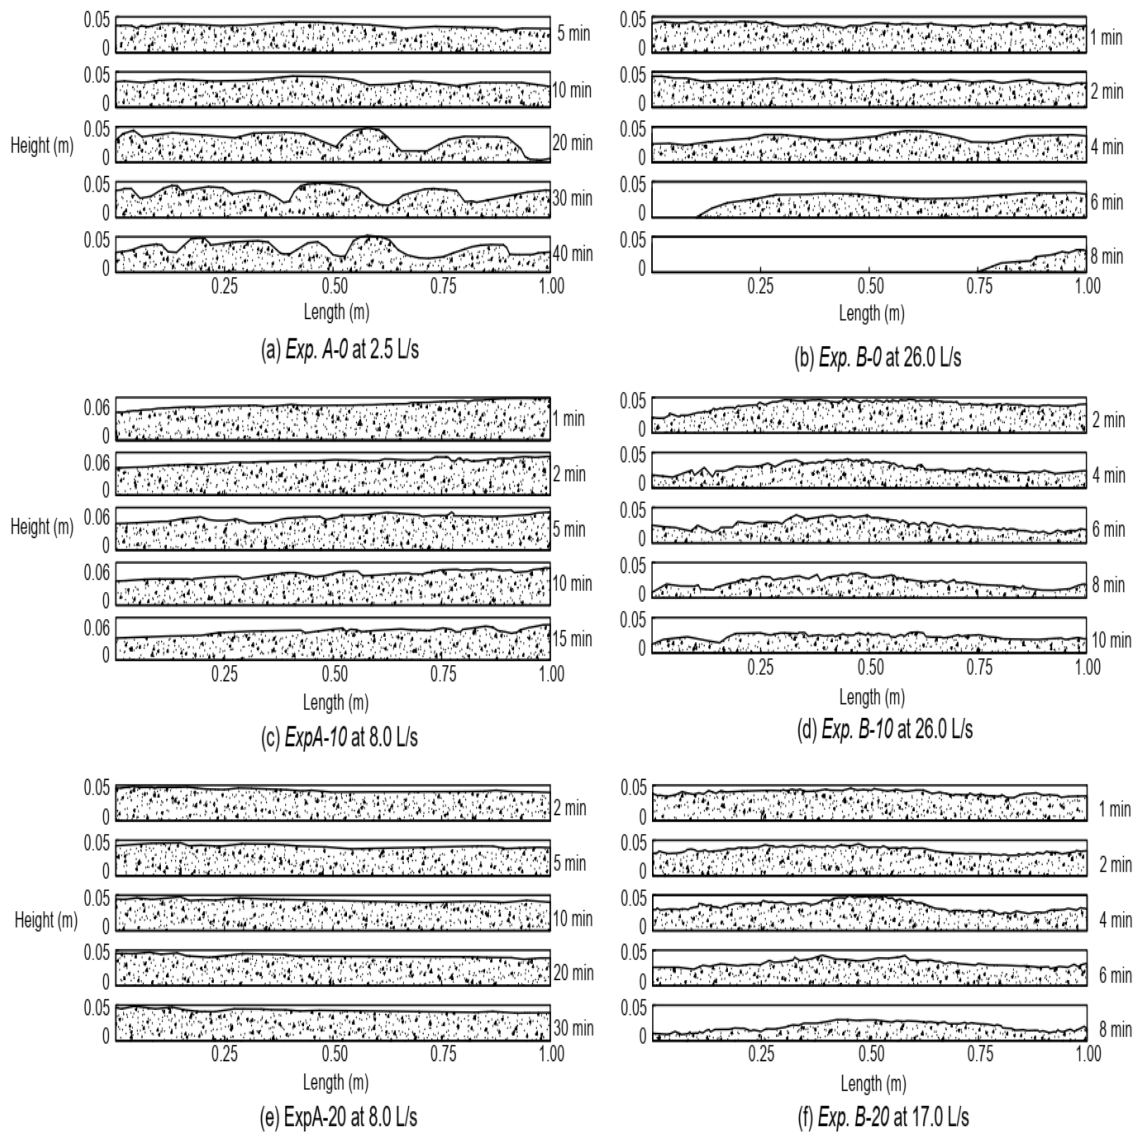 0.05
0
5 min
0.05
0
10 min
Height (m)
0.05
0
20 min
0.05
0
30 min
0.05
0
40 min
0.25 0.50 0.75 1.00
Length (m)
(a) Exp. A-0 at 2.5 L/s
0.05
0
1 min
0.05
0
2 min
0.05
0
4 min
0.05
0
6 min
0.05
0
8 min
0.25 0.50 0.75 1.00
Length (m)
(b) Exp. B-0 at 26.0 L/s
0.06
0
1 min
0.06
0
2 min
Height (m)
0.06
0
5 min
0.06
0
10 min
0.06
0
15 min
0.25 0.50 0.75 1.00
Length (m)
(c) ExpA-10 at 8.0 L/s
0.05
0
2 min
0.05
0
4 min
0.05
0
6 min
0.05
0
8 min
0.05
0
10 min
0.25 0.50 0.75 1.00
Length (m)
(d) Exp. B-10 at 26.0 L/s
0.05
0
2 min
0.05
0
5 min
Height (m)
0.05
0
10 min
0.05
0
20 min
0.05
0
30 min
0.25 0.50 0.75 1.00
Length (m)
(e) ExpA-20 at 8.0 L/s
0.05
0
1 min
0.05
0
2 min
0.05
0
4 min
0.05
0
6 min
0.05
0
8 min
0.25 0.50 0.75 1.00
Length (m)
(f) Exp. B-20 at 17.0 L/s